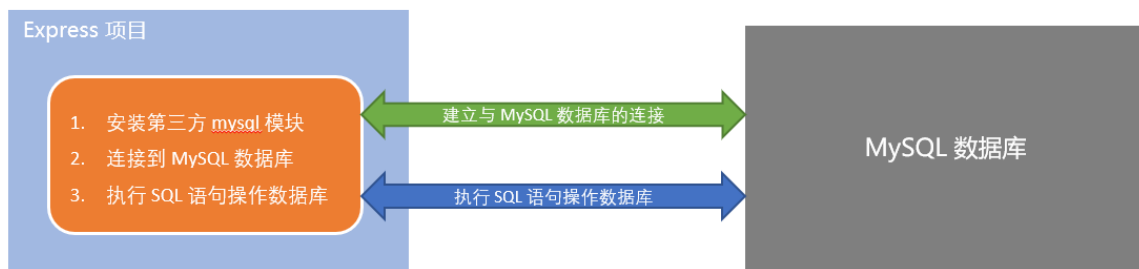 Express 项目
1. 安装第三方 mysql 模块
2. 连接到 MySQL 数据库
3. 执行 SQL 语句操作数据库
建立与 MySQL 数据库的连接
执行 SQL 语句操作数据库
MySQL 数据库